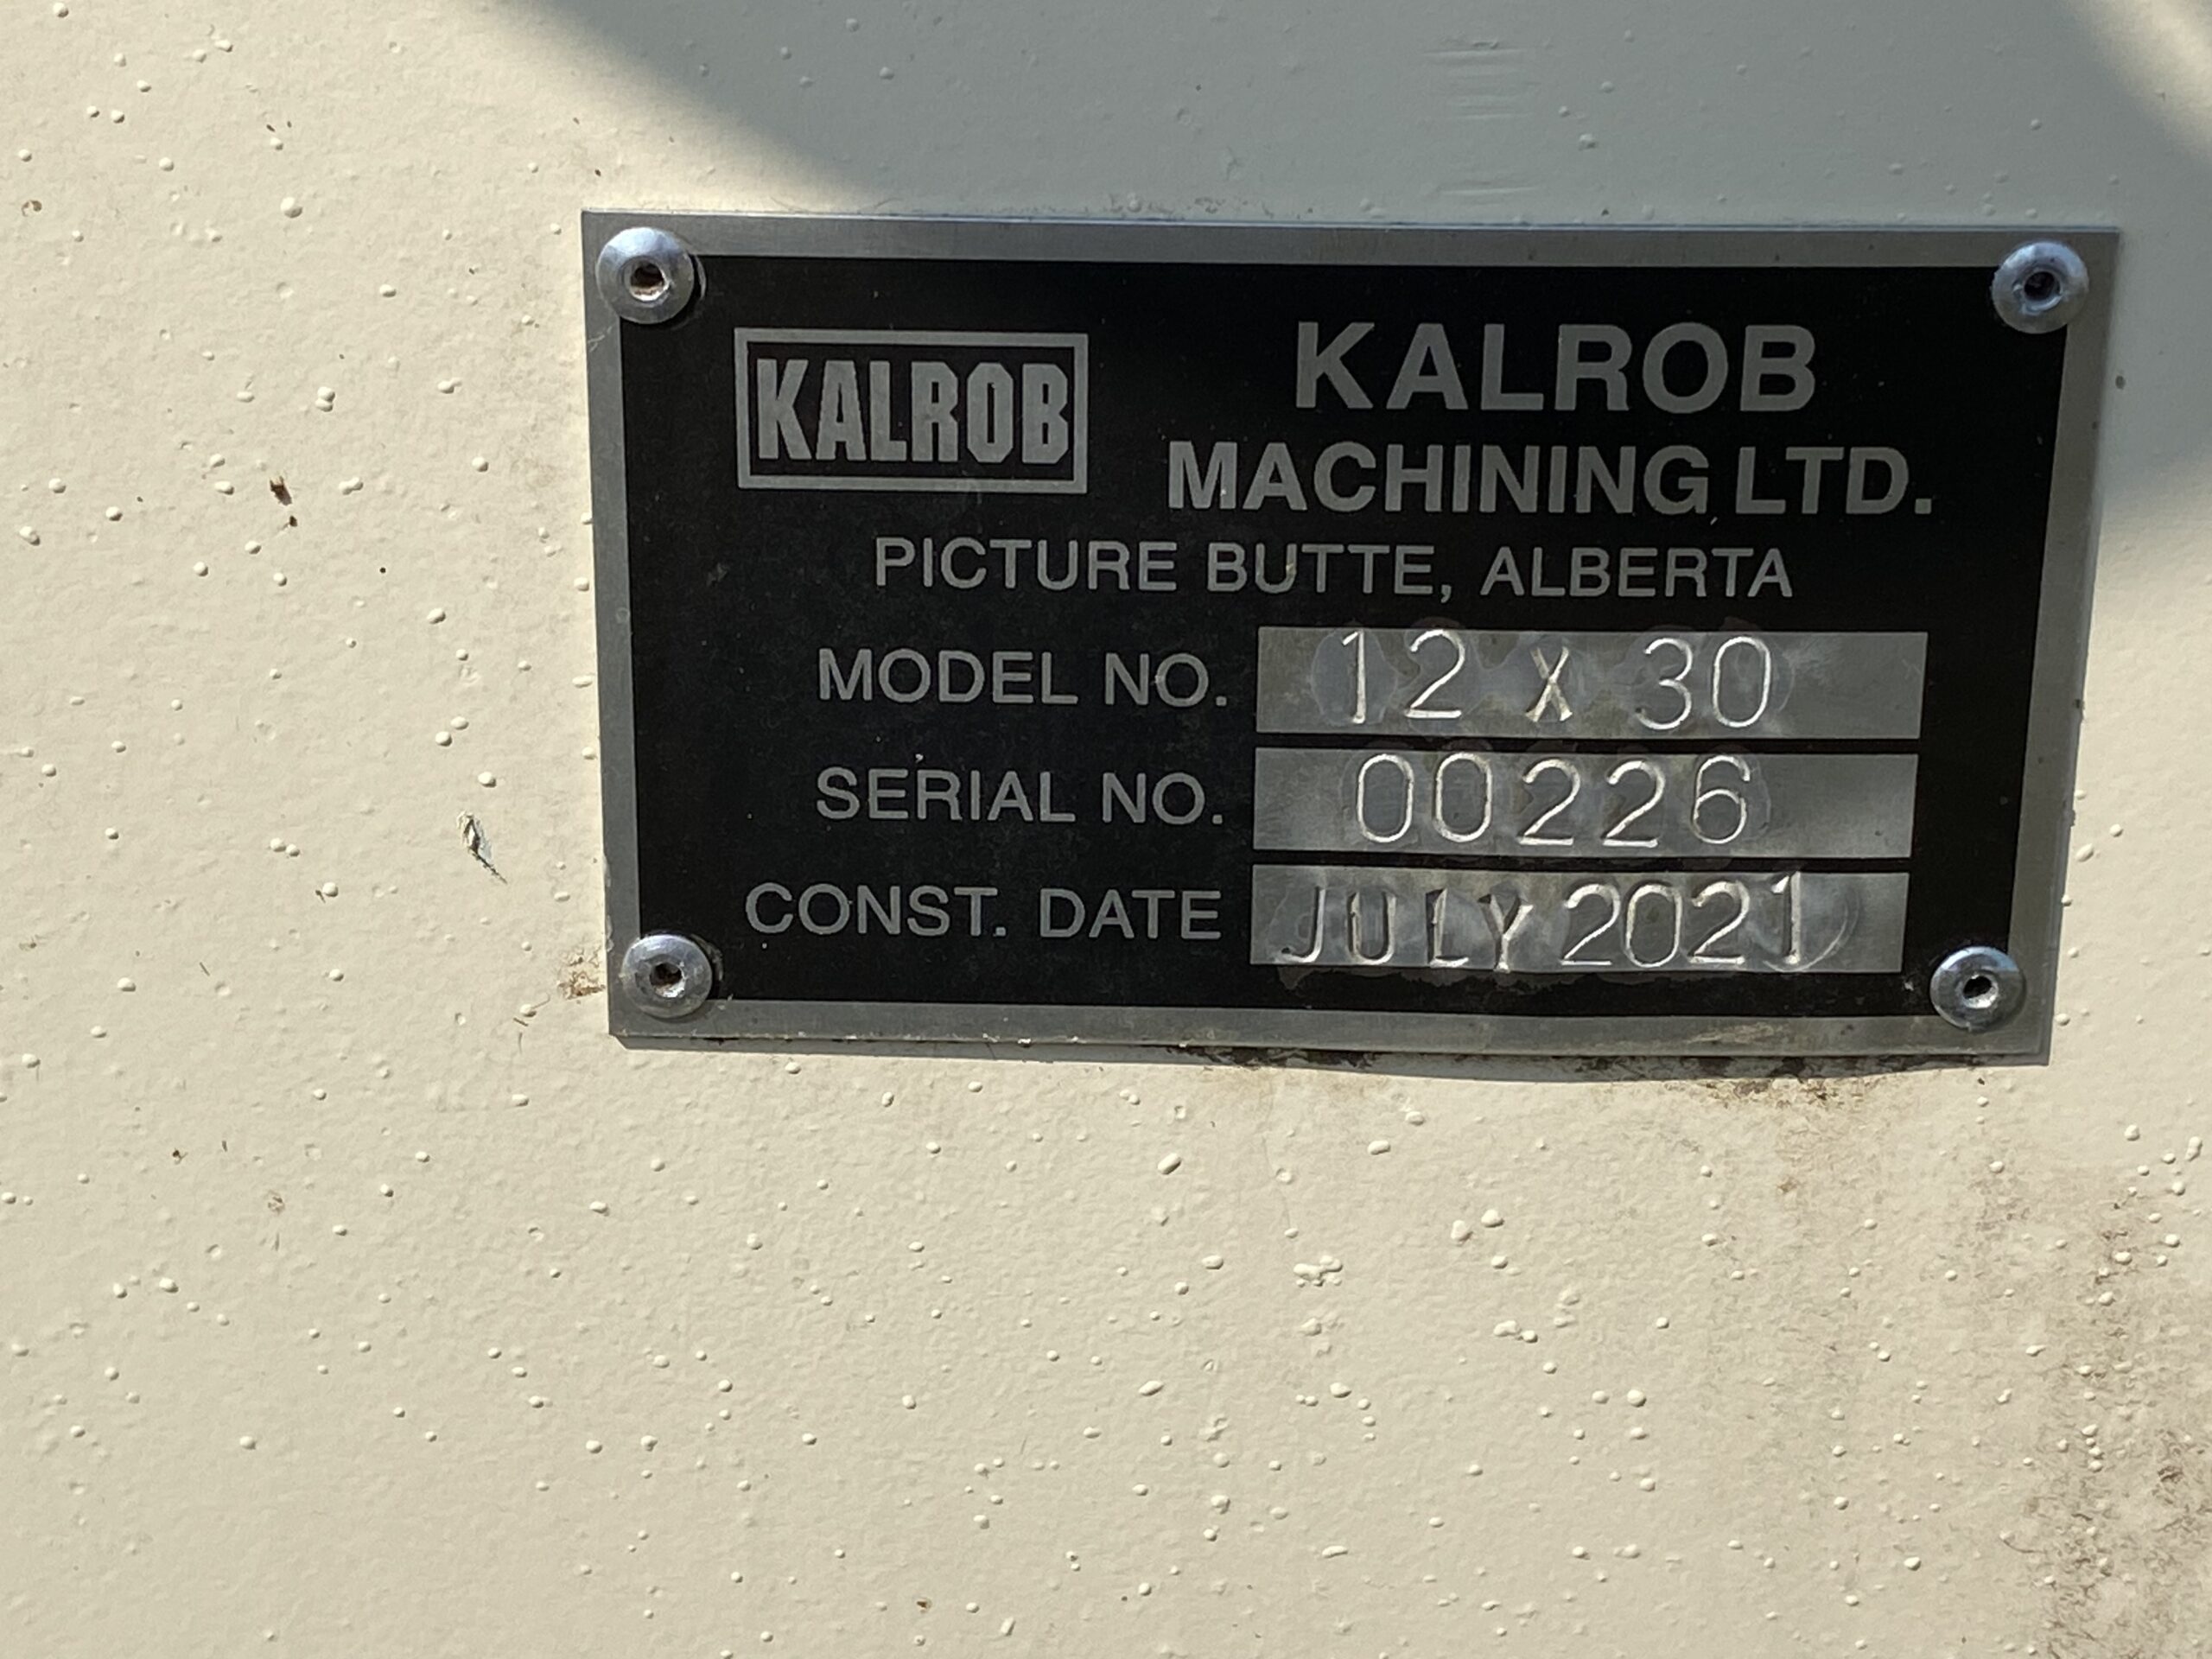 KALROB
KALROB
MACHINING LTD.
PICTURE BUTTE, ALBERTA
MODEL NO. 12 X 30
SERIAL NO. 00226
CONST. DATE JULY 2021